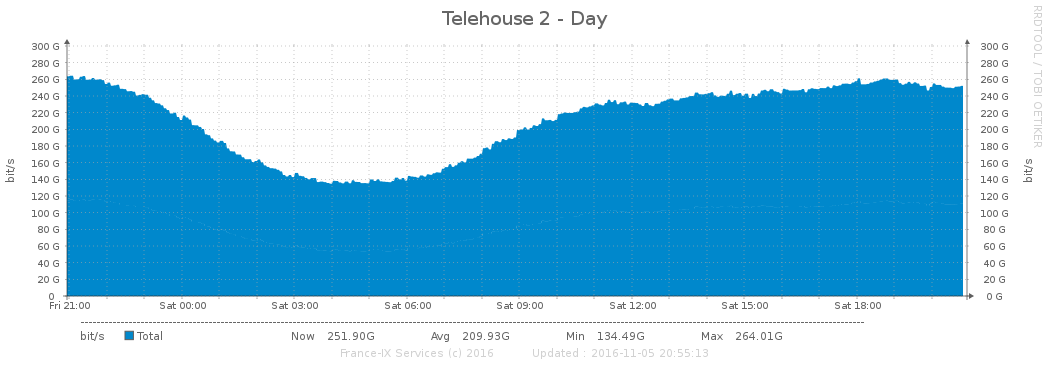 Telehouse 2 - Day
RRDTOOL / TOBI OETIKER
300 G 300 G
280 G 280 G
260 G 260 G
240 G 240 G
220 G 220 G
200 G 200 G
180 G 180 G
160 G 160 G
140 G 140 G
120 G 120 G
100 G 100 G
80 G 80 G
60 G 60 G
40 G 40 G
20 G 20 G
0 0 G
bit/s bit/s
Fri 21:00 Sat 00:00 Sat 03:00 Sat 06:00 Sat 09:00 Sat 12:00 Sat 15:00 Sat 18:00
bit/s Total Now 251.90G Avg 209.93G Min 134.49G Max 264.01G
France-IX Services (c) 2016 Updated : 2016-11-05 20:55:13